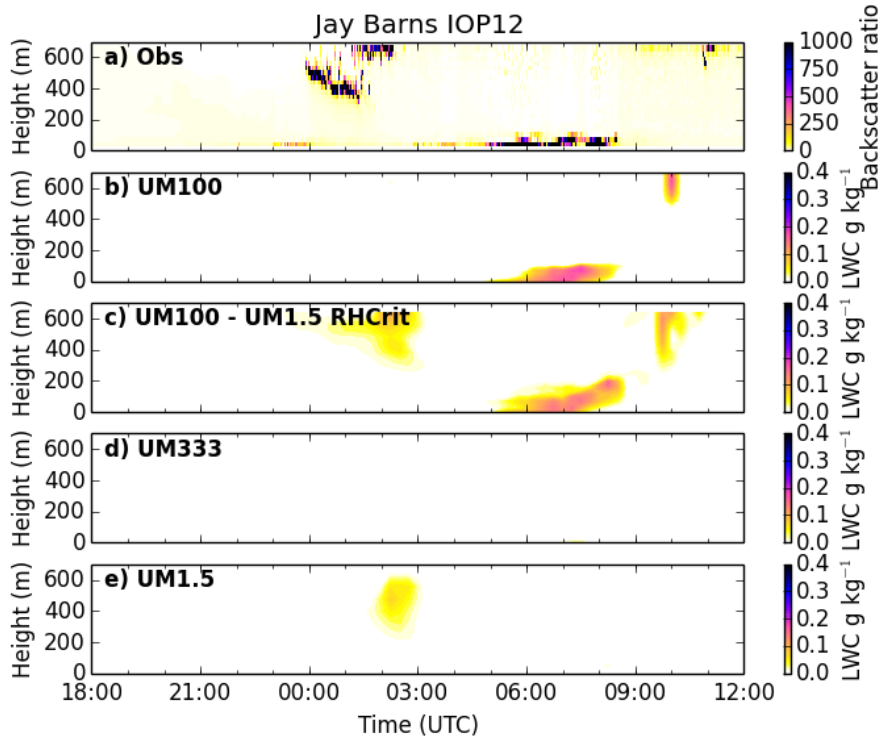 Jay Barns IOP12
a) Obs
Height (m)
600
400
200
0
1000
750
500
250
0
Backscatter ratio
b) UM100
Height (m)
600
400
200
0
0.4
0.3
0.2
0.1
0.0
LWC g kg⁻¹
c) UM100 - UM1.5 RHCrit
Height (m)
600
400
200
0
0.4
0.3
0.2
0.1
0.0
LWC g kg⁻¹
d) UM333
Height (m)
600
400
200
0
0.4
0.3
0.2
0.1
0.0
LWC g kg⁻¹
e) UM1.5
Height (m)
600
400
200
0
0.4
0.3
0.2
0.1
0.0
LWC g kg⁻¹
18:00 21:00 00:00 03:00 06:00 09:00 12:00
Time (UTC)